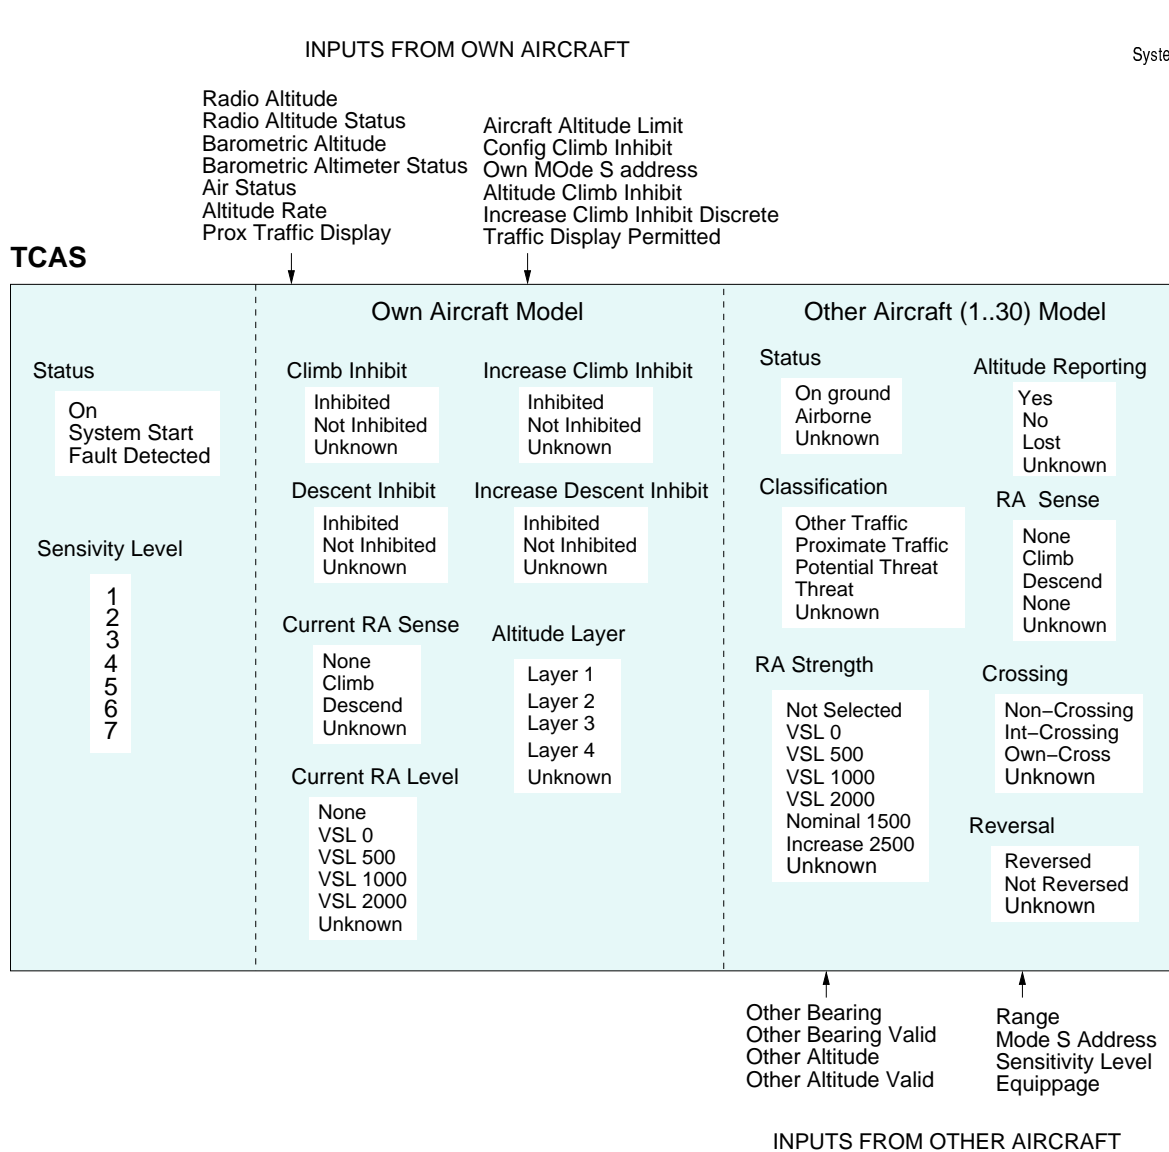 INPUTS FROM OWN AIRCRAFT
Syste
Radio Altitude
Radio Altitude Status
Barometric Altitude
Barometric Altimeter Status
Air Status
Altitude Rate
Prox Traffic Display
Aircraft Altitude Limit
Config Climb Inhibit
Own MOde S address
Altitude Climb Inhibit
Increase Climb Inhibit Discrete
Traffic Display Permitted
TCAS
Status
On
System Start
Fault Detected
Sensivity Level
1
2
3
4
5
6
7
Own Aircraft Model
Climb Inhibit
Inhibited
Not Inhibited
Unknown
Increase Climb Inhibit
Inhibited
Not Inhibited
Unknown
Descent Inhibit
Inhibited
Not Inhibited
Unknown
Increase Descent Inhibit
Inhibited
Not Inhibited
Unknown
Current RA Sense
None
Climb
Descend
Unknown
Altitude Layer
Layer 1
Layer 2
Layer 3
Layer 4
Unknown
Current RA Level
None
VSL 0
VSL 500
VSL 1000
VSL 2000
Unknown
Other Aircraft (1..30) Model
Status
On ground
Airborne
Unknown
Altitude Reporting
Yes
No
Lost
Unknown
Classification
Other Traffic
Proximate Traffic
Potential Threat
Threat
Unknown
RA Sense
None
Climb
Descend
None
Unknown
RA Strength
Not Selected
VSL 0
VSL 500
VSL 1000
VSL 2000
Nominal 1500
Increase 2500
Unknown
Crossing
Non−Crossing
Int−Crossing
Own−Cross
Unknown
Reversal
Reversed
Not Reversed
Unknown
Other Bearing
Other Bearing Valid
Other Altitude
Other Altitude Valid
Range
Mode S Address
Sensitivity Level
Equippage
INPUTS FROM OTHER AIRCRAFT